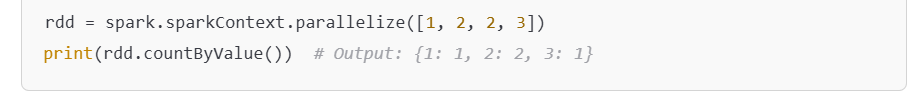 rdd = spark.sparkContext.parallelize([1, 2, 2, 3])
print(rdd.countByValue())  # Output: {1: 1, 2: 2, 3: 1}